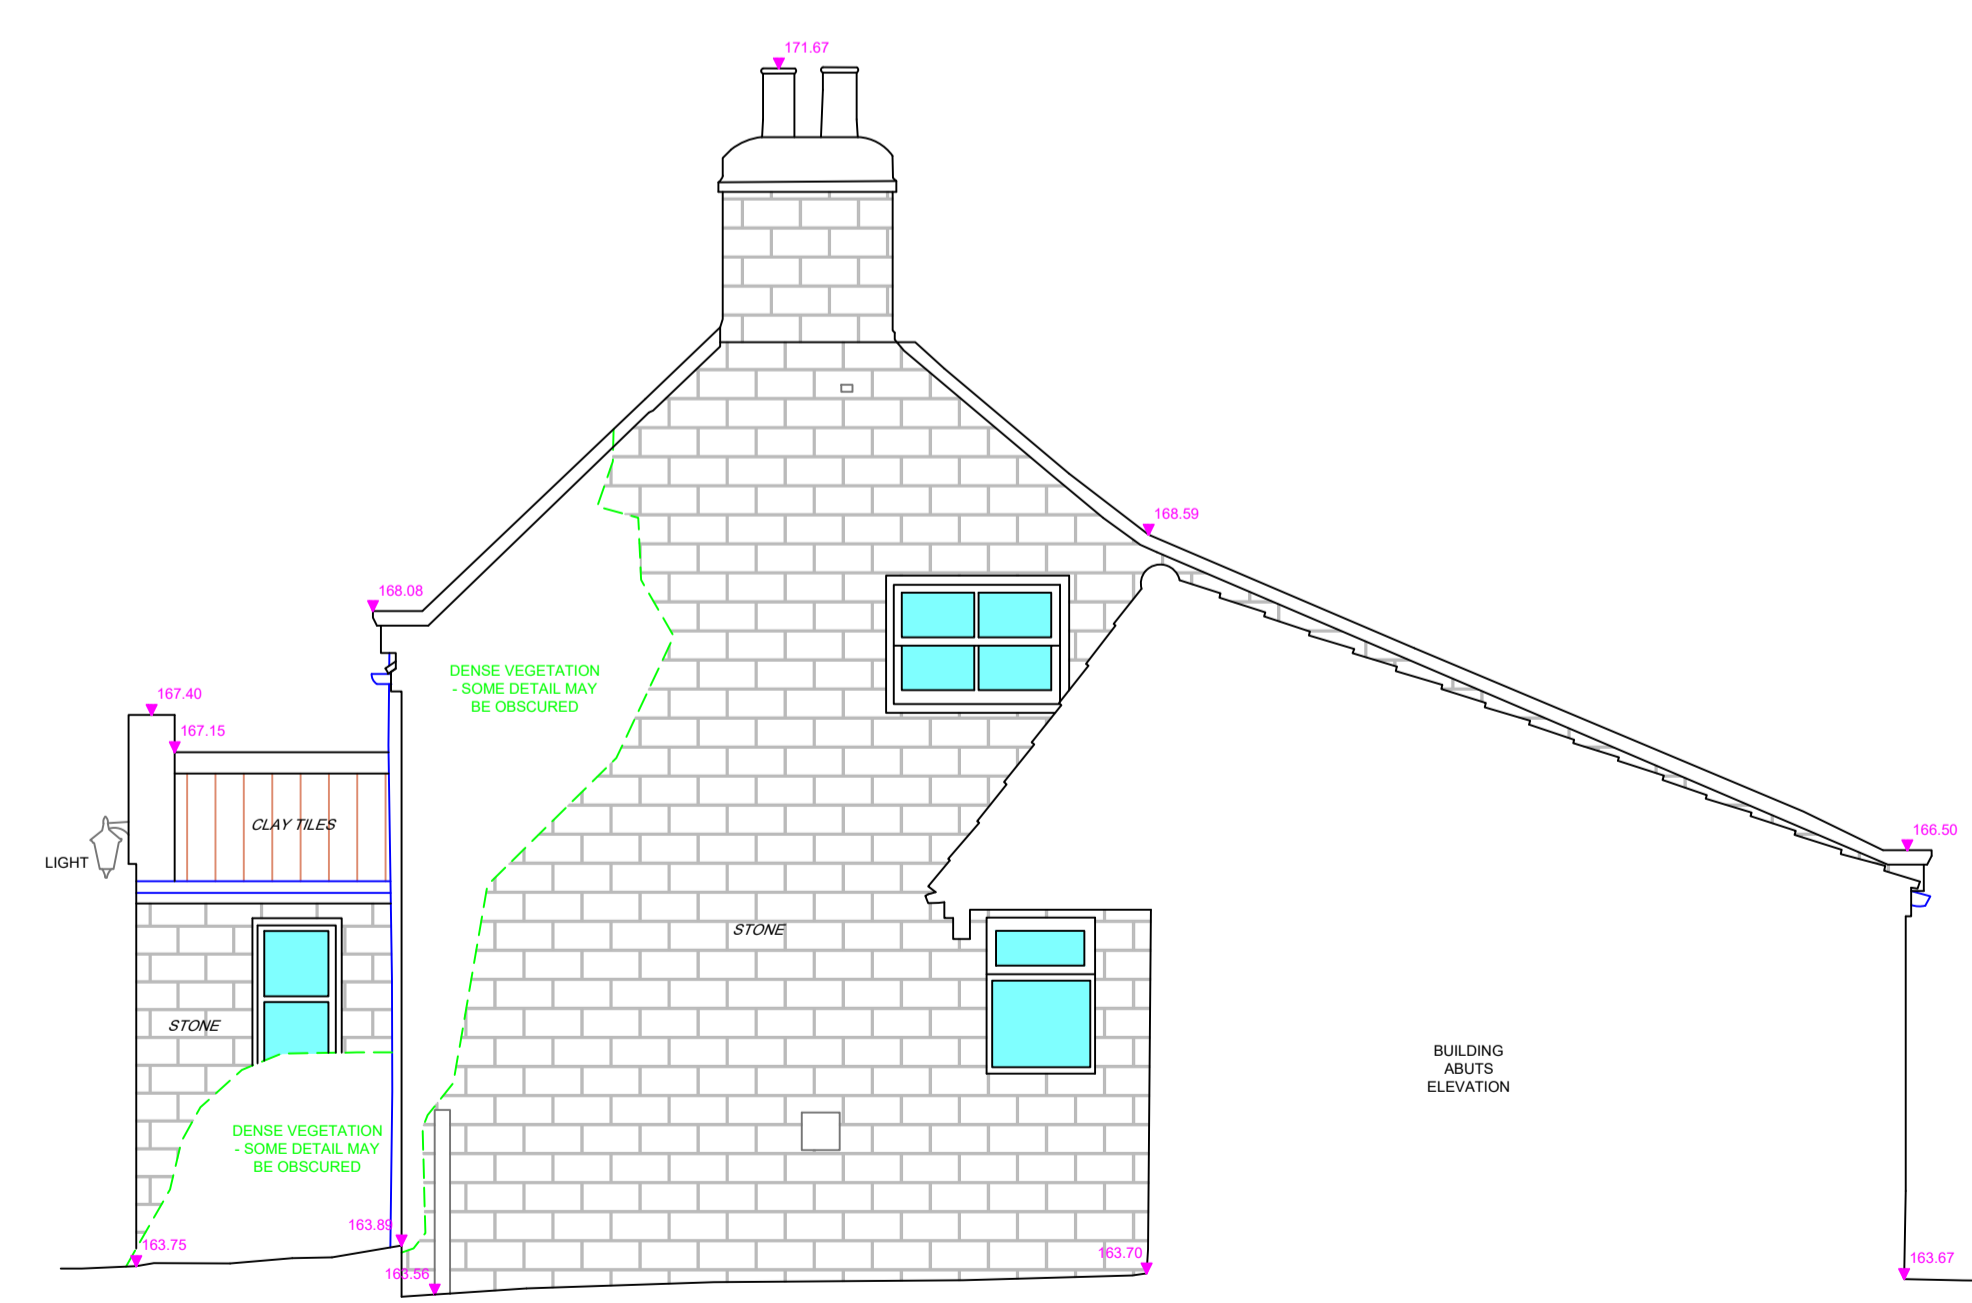 171.67
168.59
168.08
DENSE VEGETATION
- SOME DETAIL MAY
BE OBSCURED
167.40
167.15
CLAY TILES
166.50
LIGHT
STONE
STONE
BUILDING
ABUTS
ELEVATION
DENSE VEGETATION
- SOME DETAIL MAY
BE OBSCURED
163.89
163.75
163.56
163.70
163.67